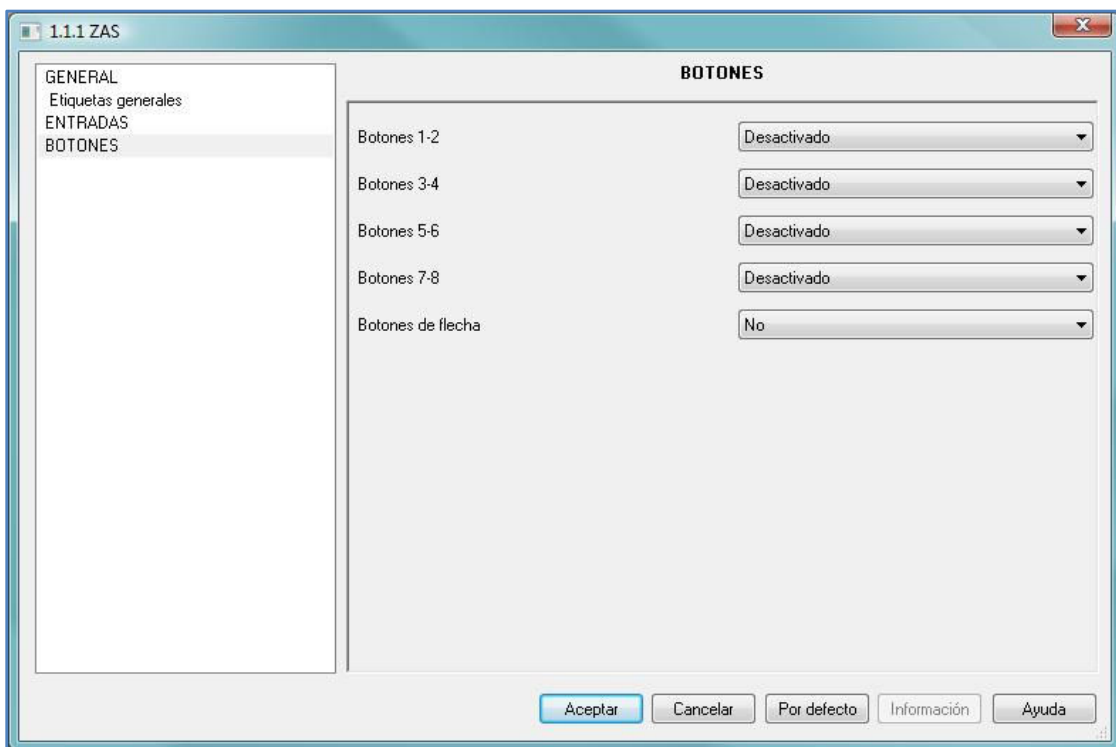 1.1.1 ZAS
GENERAL
Etiquetas generales
ENTRADAS
BOTONES
BOTONES
Botones 1-2 Desactivado
Botones 3-4 Desactivado
Botones 5-6 Desactivado
Botones 7-8 Desactivado
Botones de flecha No
Aceptar Cancelar Por defecto Información Ayuda